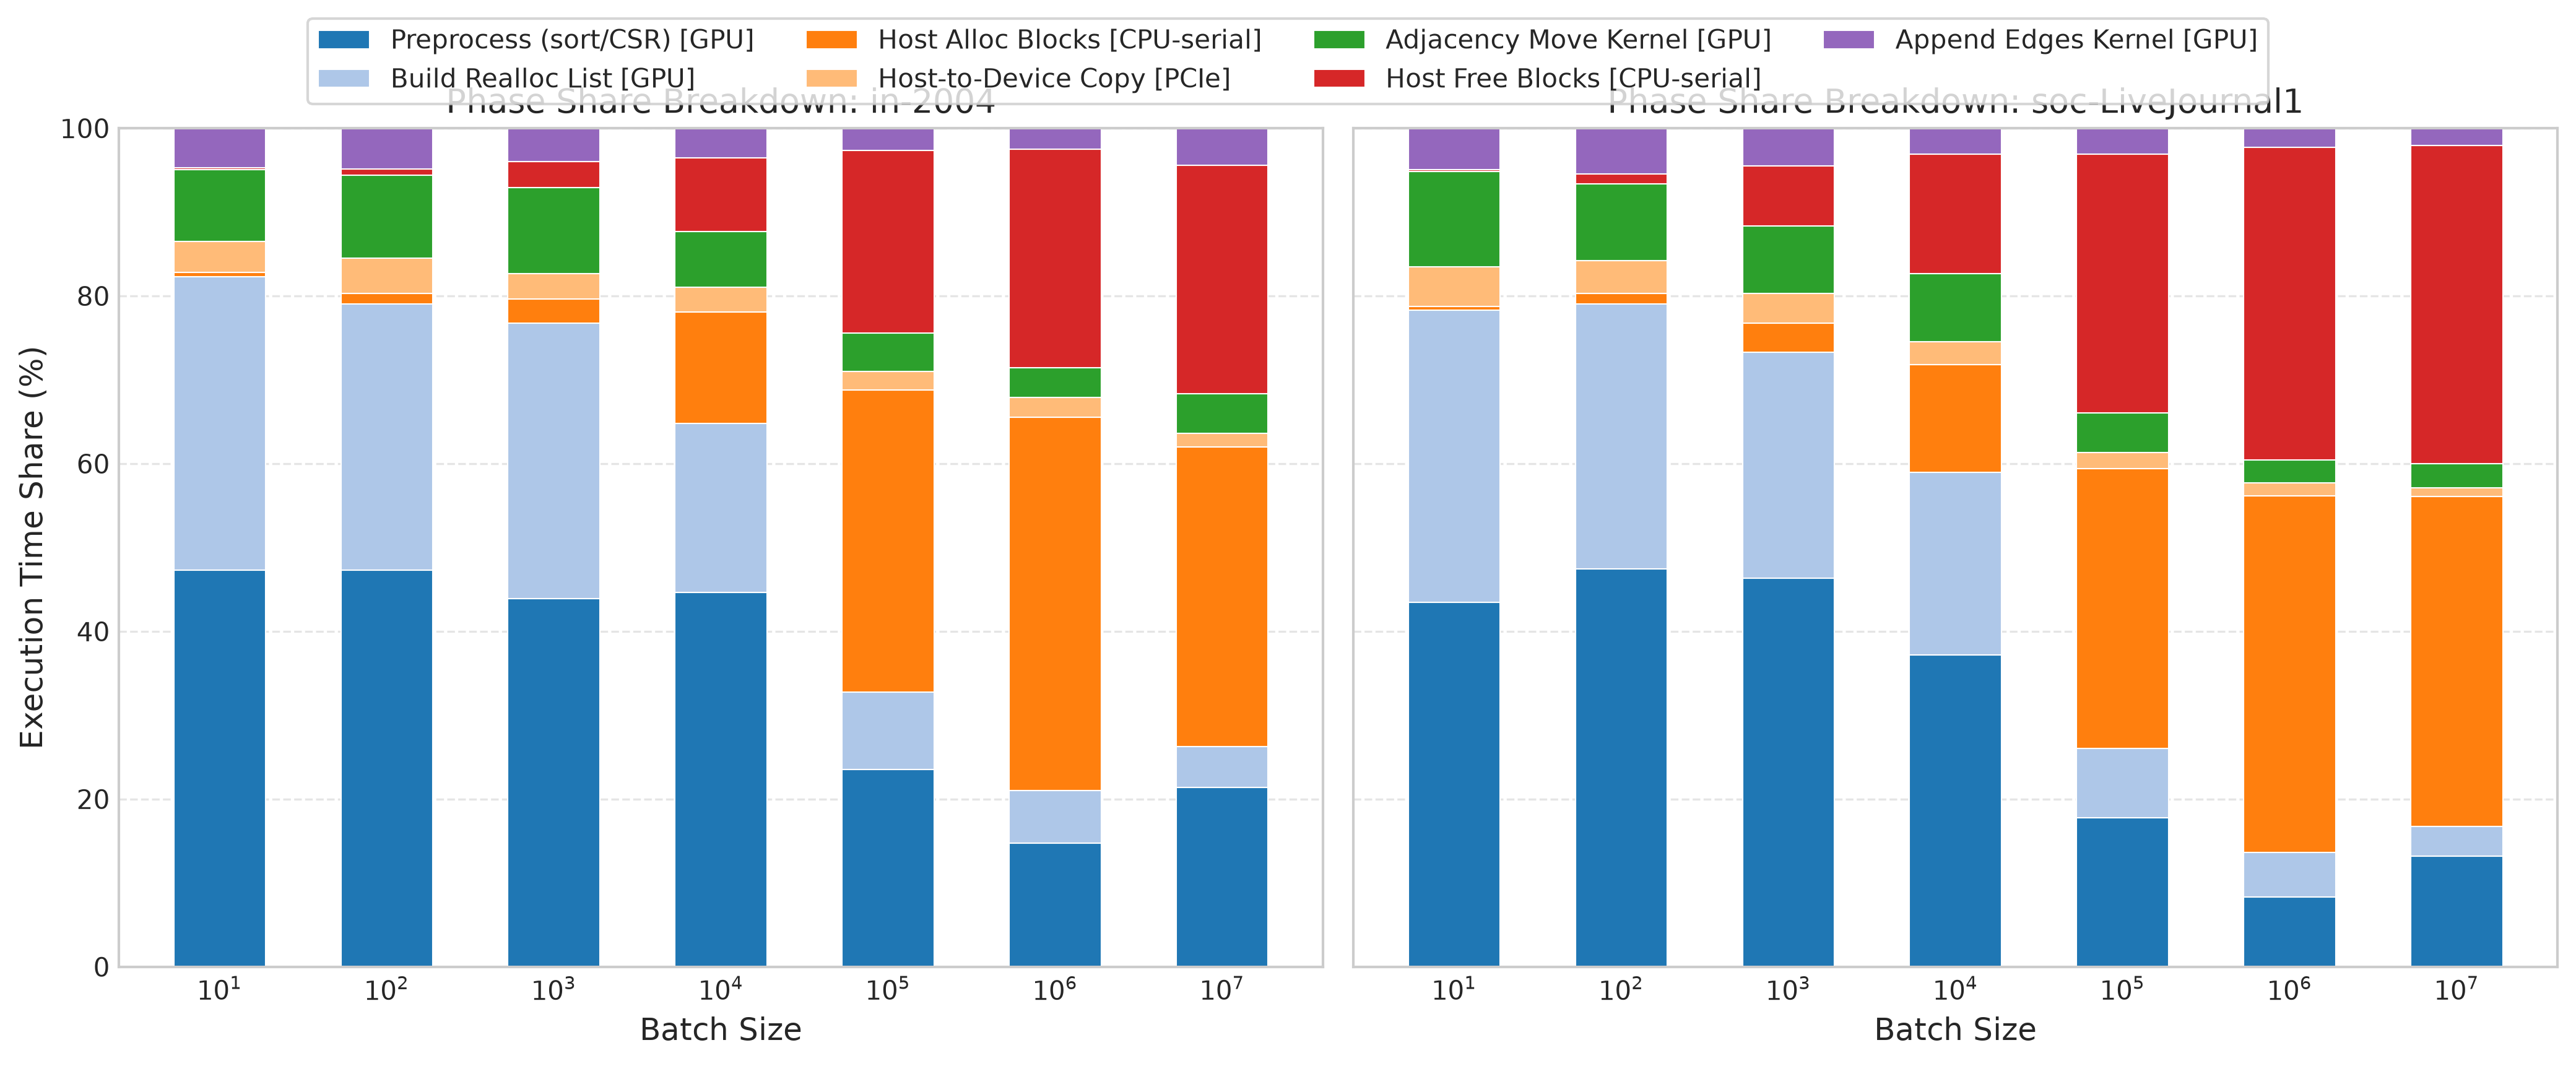 Preprocess (sort/CSR) [GPU]
Build Realloc List [GPU]
Host Alloc Blocks [CPU-serial]
Host-to-Device Copy [PCIe]
Adjacency Move Kernel [GPU]
Host Free Blocks [CPU-serial]
Append Edges Kernel [GPU]
Phase Share Breakdown: in-2004
Phase Share Breakdown: soc-LiveJournal1
Execution Time Share (%)
100
80
60
40
20
0
10¹ 10² 10³ 10⁴ 10⁵ 10⁶ 10⁷
Batch Size
10¹ 10² 10³ 10⁴ 10⁵ 10⁶ 10⁷
Batch Size